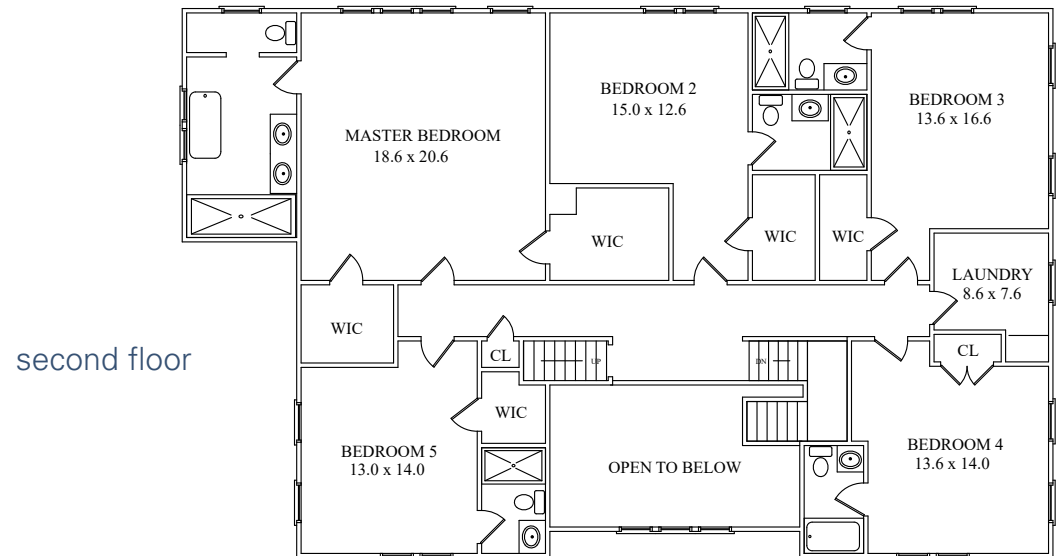 BEDROOM 2
15.0 x 12.6
BEDROOM 3
13.6 x 16.6
MASTER BEDROOM
18.6 x 20.6
WIC
WIC
WIC
LAUNDRY
8.6 x 7.6
WIC
second floor
CL
UP
DN
CL
WIC
BEDROOM 5
13.0 x 14.0
OPEN TO BELOW
BEDROOM 4
13.6 x 14.0